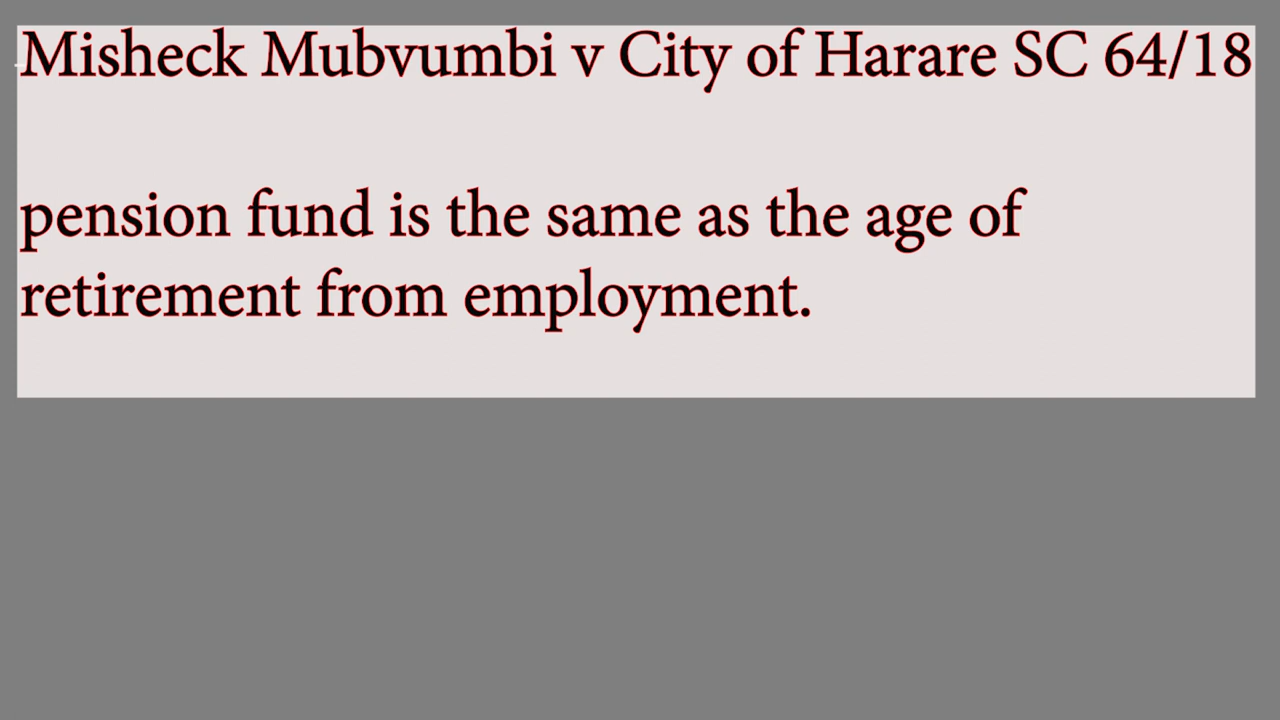 Misheck Mubvumbi v City of Harare SC 64/18
pension fund is the same as the age of
retirement from employment.